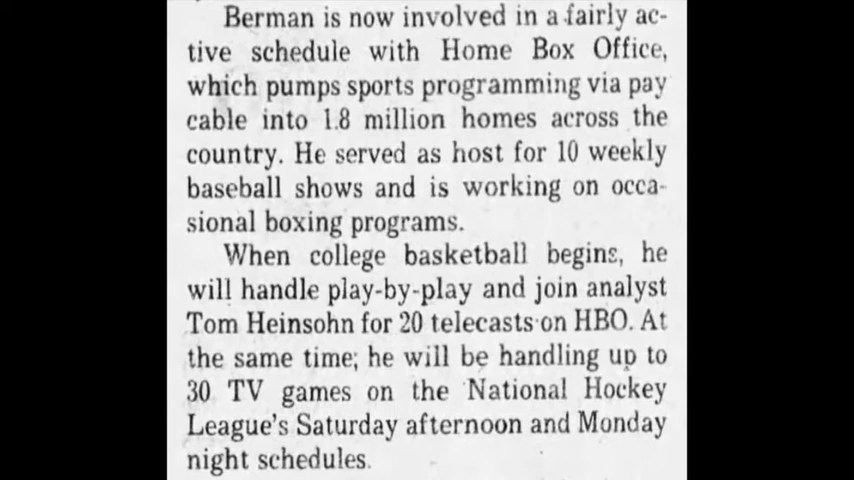 Berman is now involved in a fairly ac-
tive schedule with Home Box Office,
which pumps sports programming via pay
cable into 1.8 million homes across the
country. He served as host for 10 weekly
baseball shows and is working on occa-
sional boxing programs.
When college basketball begins, he
will handle play-by-play and join analyst
Tom Heinsohn for 20 telecasts on HBO. At
the same time, he will be handling up to
30 TV games on the National Hockey
League's Saturday afternoon and Monday
night schedules.